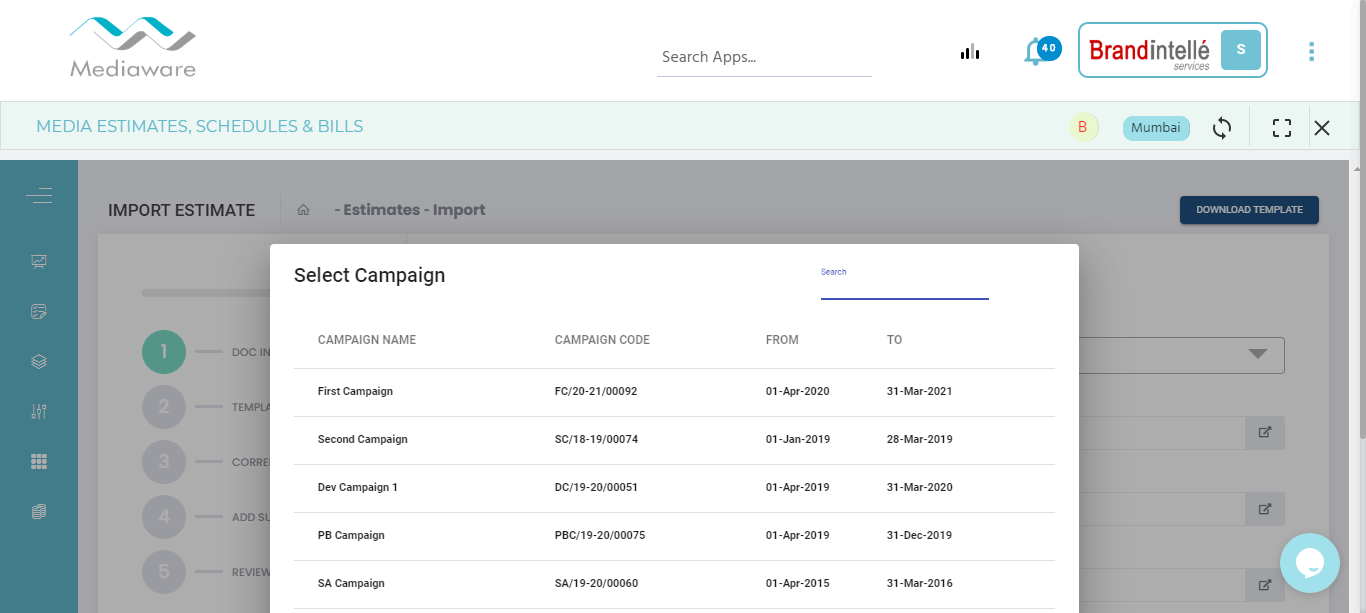 Mediaware
Search Apps...
40
Brandintellé
services
S
MEDIA ESTIMATES, SCHEDULES & BILLS
B
Mumbai
IMPORT ESTIMATE
- Estimates - Import
DOWNLOAD TEMPLATE
Select Campaign
Search
CAMPAIGN NAME CAMPAIGN CODE FROM TO
First Campaign FC/20-21/00092 01-Apr-2020 31-Mar-2021
Second Campaign SC/18-19/00074 01-Jan-2019 28-Mar-2019
Dev Campaign 1 DC/19-20/00051 01-Apr-2019 31-Mar-2020
PB Campaign PBC/19-20/00075 01-Apr-2019 31-Dec-2019
SA Campaign SA/19-20/00060 01-Apr-2015 31-Mar-2016
1 DOC IN
2 TEMPLA
3 CORRE
4 ADD SU
5 REVIEW